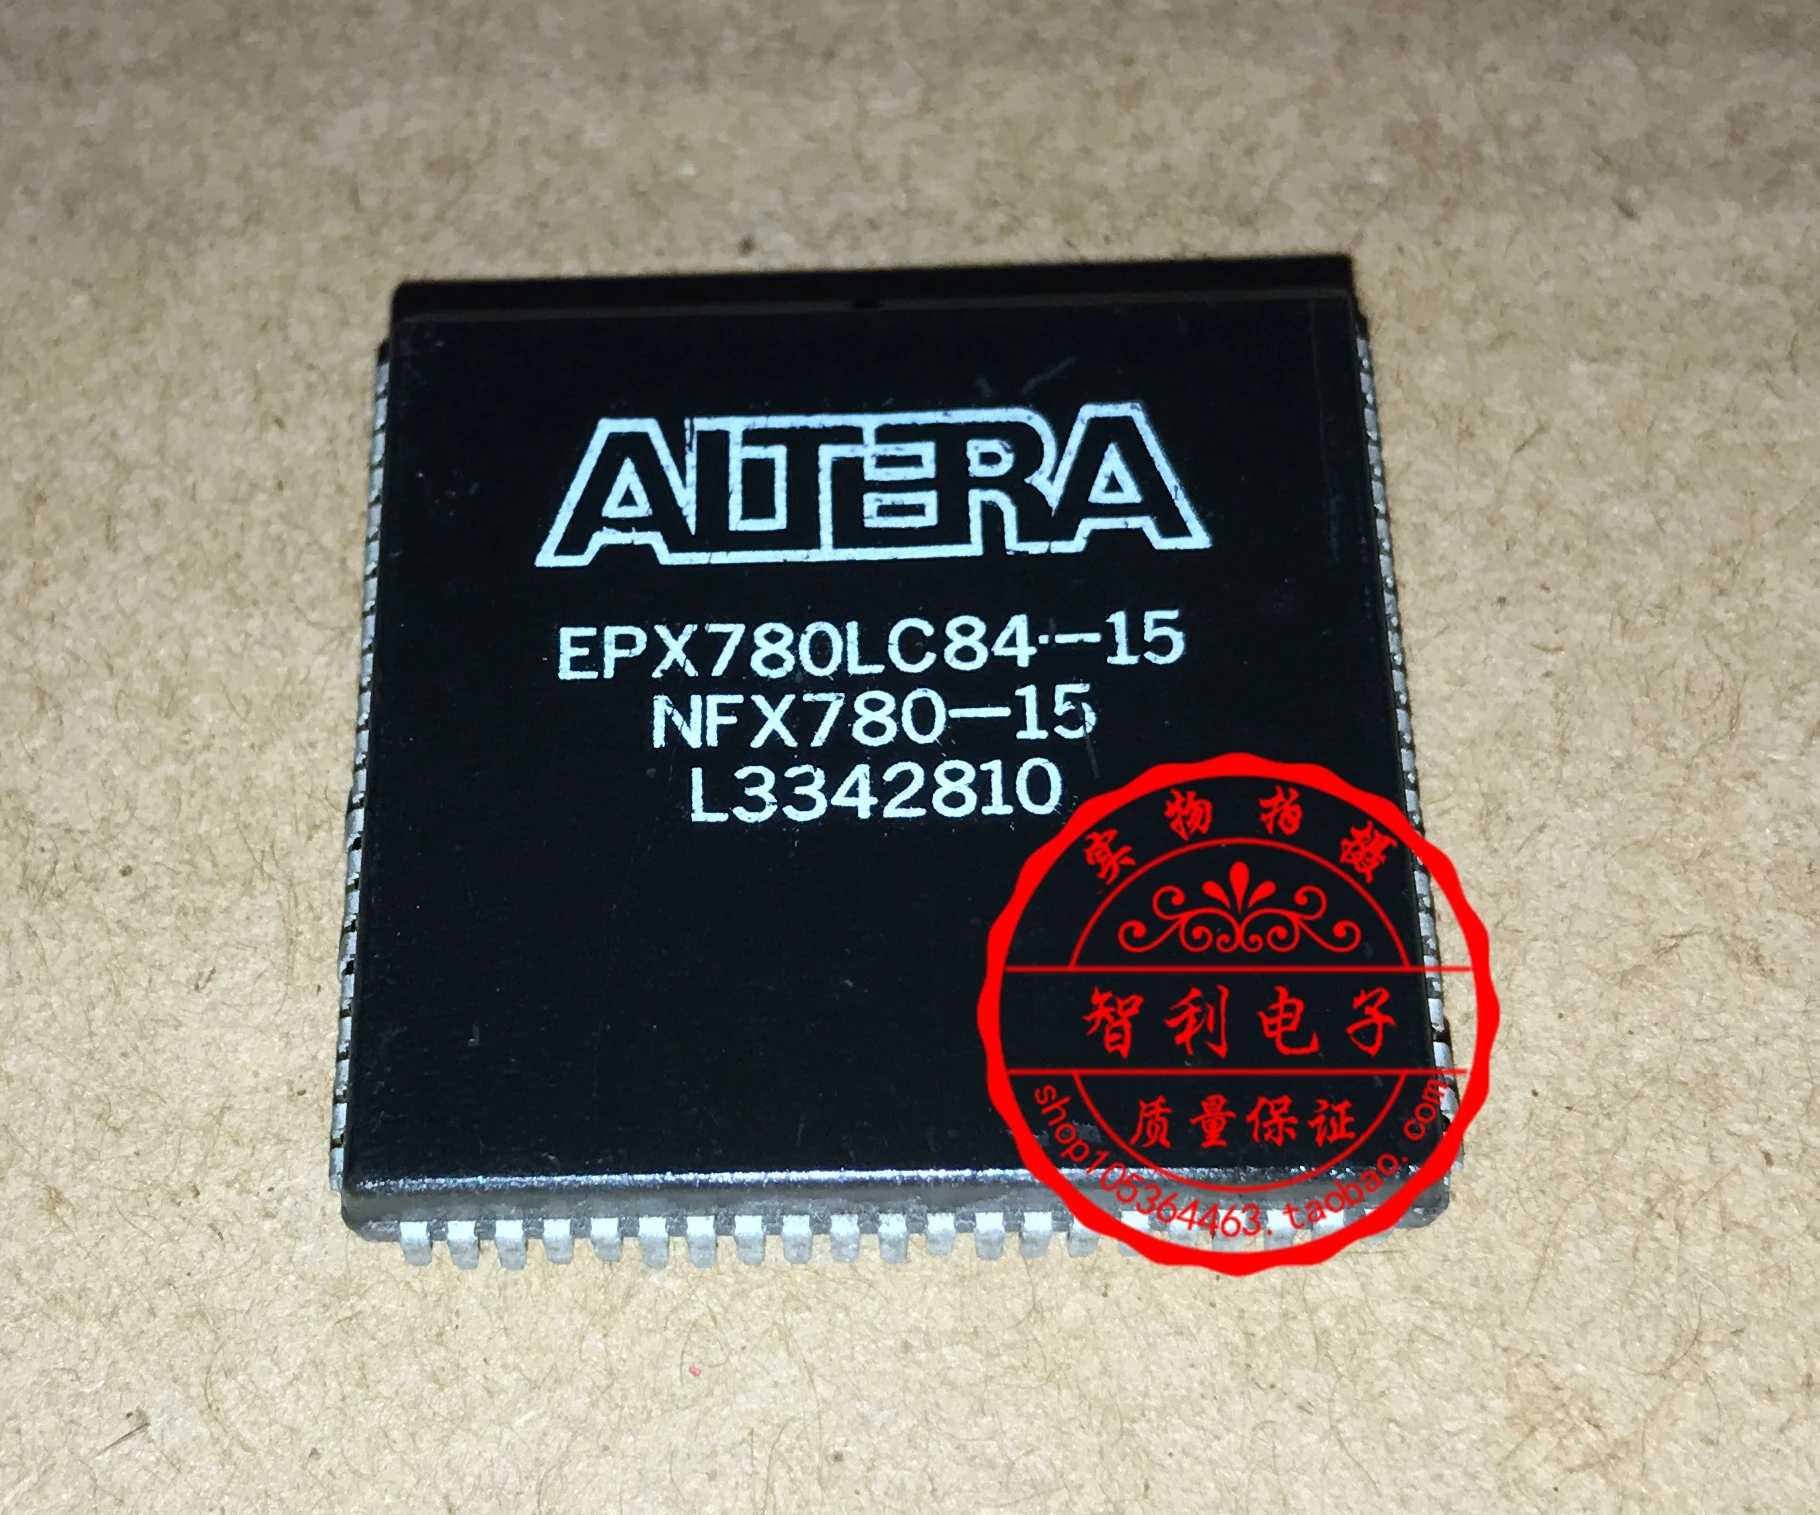 ALTERA
EPX780LC84-15
NFX780-15
L3342810
实物拍摄
智利电子
质量保证
shop105364463.taobao.com